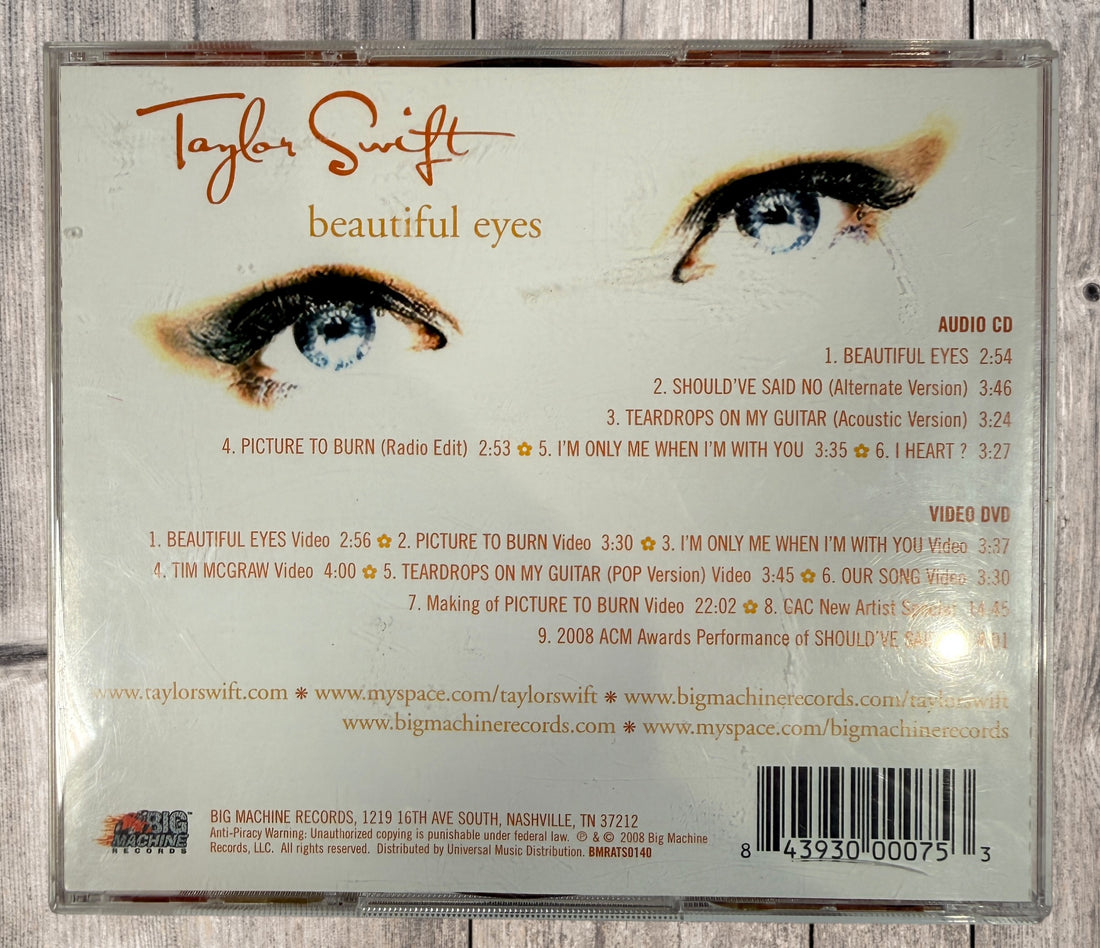 Taylor Swift
beautiful eyes
AUDIO CD
1. BEAUTIFUL EYES 2:54
2. SHOULD'VE SAID NO (Alternate Version) 3:46
3. TEARDROPS ON MY GUITAR (Acoustic Version) 3:24
4. PICTURE TO BURN (Radio Edit) 2:53 ✿ 5. I'M ONLY ME WHEN I'M WITH YOU 3:35 ✿ 6. I HEART ? 3:27
VIDEO DVD
1. BEAUTIFUL EYES Video 2:56 ✿ 2. PICTURE TO BURN Video 3:30 ✿ 3. I'M ONLY ME WHEN I'M WITH YOU Video 3:37
4. TIM MCGRAW Video 4:00 ✿ 5. TEARDROPS ON MY GUITAR (POP Version) Video 3:45 ✿ 6. OUR SONG Video 3:30
7. Making of PICTURE TO BURN Video 22:02 ✿ 8. GAC New Artist Special 14:45
9. 2008 ACM Awards Performance of SHOULD'VE
www.taylorswift.com ❋ www.myspace.com/taylorswift ❋ www.bigmachinerecords.com/taylorswift
www.bigmachinerecords.com ❋ www.myspace.com/bigmachinerecords
BIG MACHINE RECORDS™
BIG MACHINE RECORDS, 1219 16TH AVE SOUTH, NASHVILLE, TN 37212
Anti-Piracy Warning: Unauthorized copying is punishable under federal law. ℗ & © 2008 Big Machine
Records, LLC. All rights reserved. Distributed by Universal Music Distribution. BMRATS0140
8 43930 00075 3